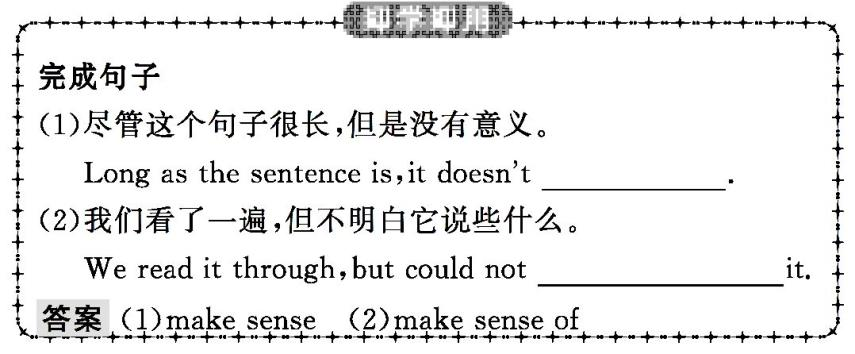 即学即用
完成句子
(1)尽管这个句子很长,但是没有意义。
Long as the sentence is,it doesn't ____________.
(2)我们看了一遍,但不明白它说些什么。
We read it through,but could not ________________it.
答案 (1)make sense (2)make sense of